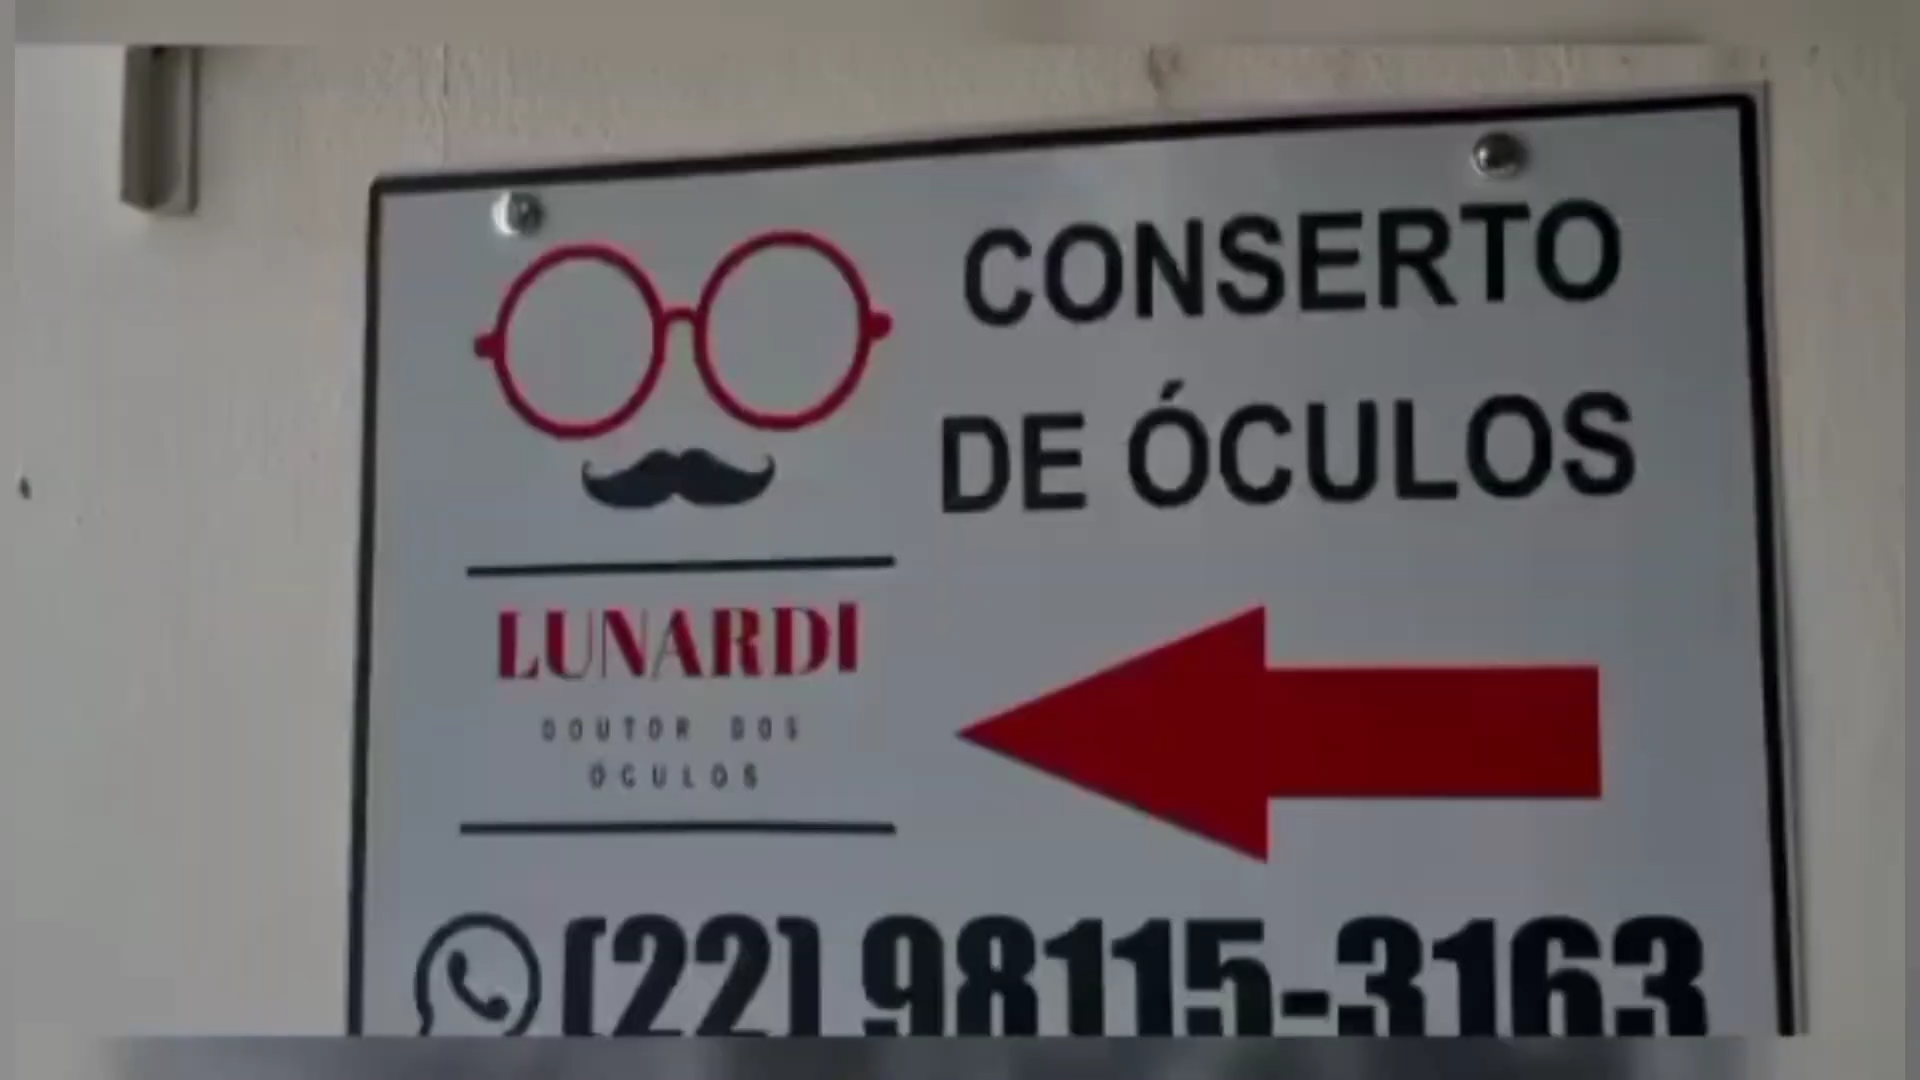 CONSERTO
DE ÓCULOS
LUNARDI
DOUTOR DOS
ÓCULOS
(22) 98115-3163